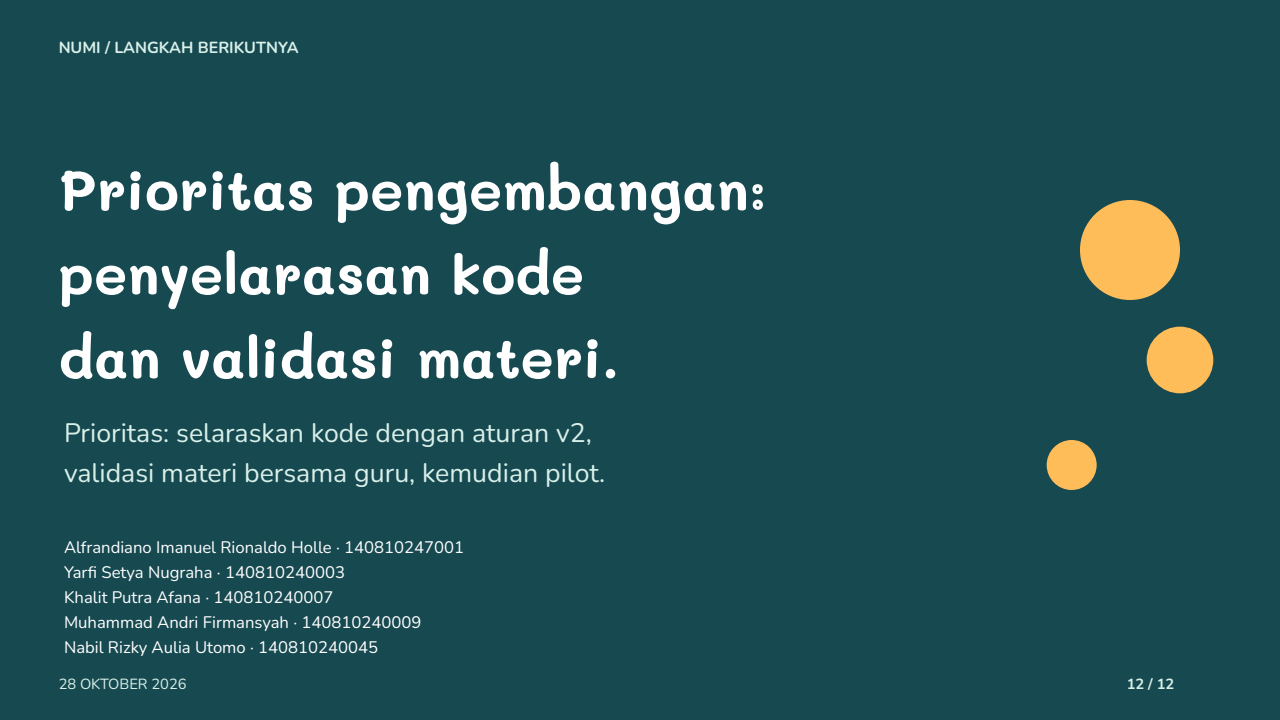 NUMI / LANGKAH BERIKUTNYA
Prioritas pengembangan:
penyelarasan kode
dan validasi materi.
Prioritas: selaraskan kode dengan aturan v2,
validasi materi bersama guru, kemudian pilot.
Alfrandiano Imanuel Rionaldo Holle · 140810247001
Yarfi Setya Nugraha · 140810240003
Khalit Putra Afana · 140810240007
Muhammad Andri Firmansyah · 140810240009
Nabil Rizky Aulia Utomo · 140810240045
28 OKTOBER 2026
12 / 12